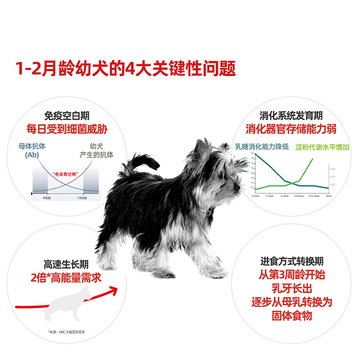 1-2月龄幼犬的4大关键性问题
免疫空白期
每日受到细菌威胁
母体抗体
(Ab)
幼犬
产生的抗体
“免疫真空期”
消化系统发育期
消化器官存储能力弱
乳糖消化能力降低
淀粉代谢水平增加
高速生长期
2倍*高能量需求
进食方式转换期
从第3周龄开始
乳牙长出
逐步从母乳转换为
固体食物